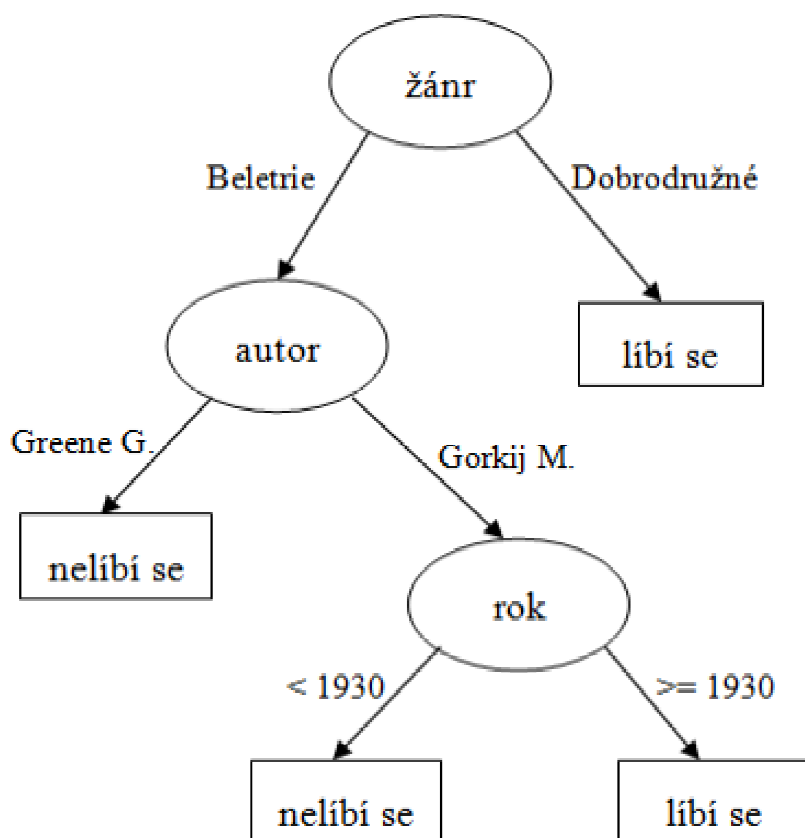 žánr
Beletrie
Dobrodružné
autor
líbí se
Greene G.
Gorkij M.
nelíbí se
rok
< 1930
>= 1930
nelíbí se
líbí se